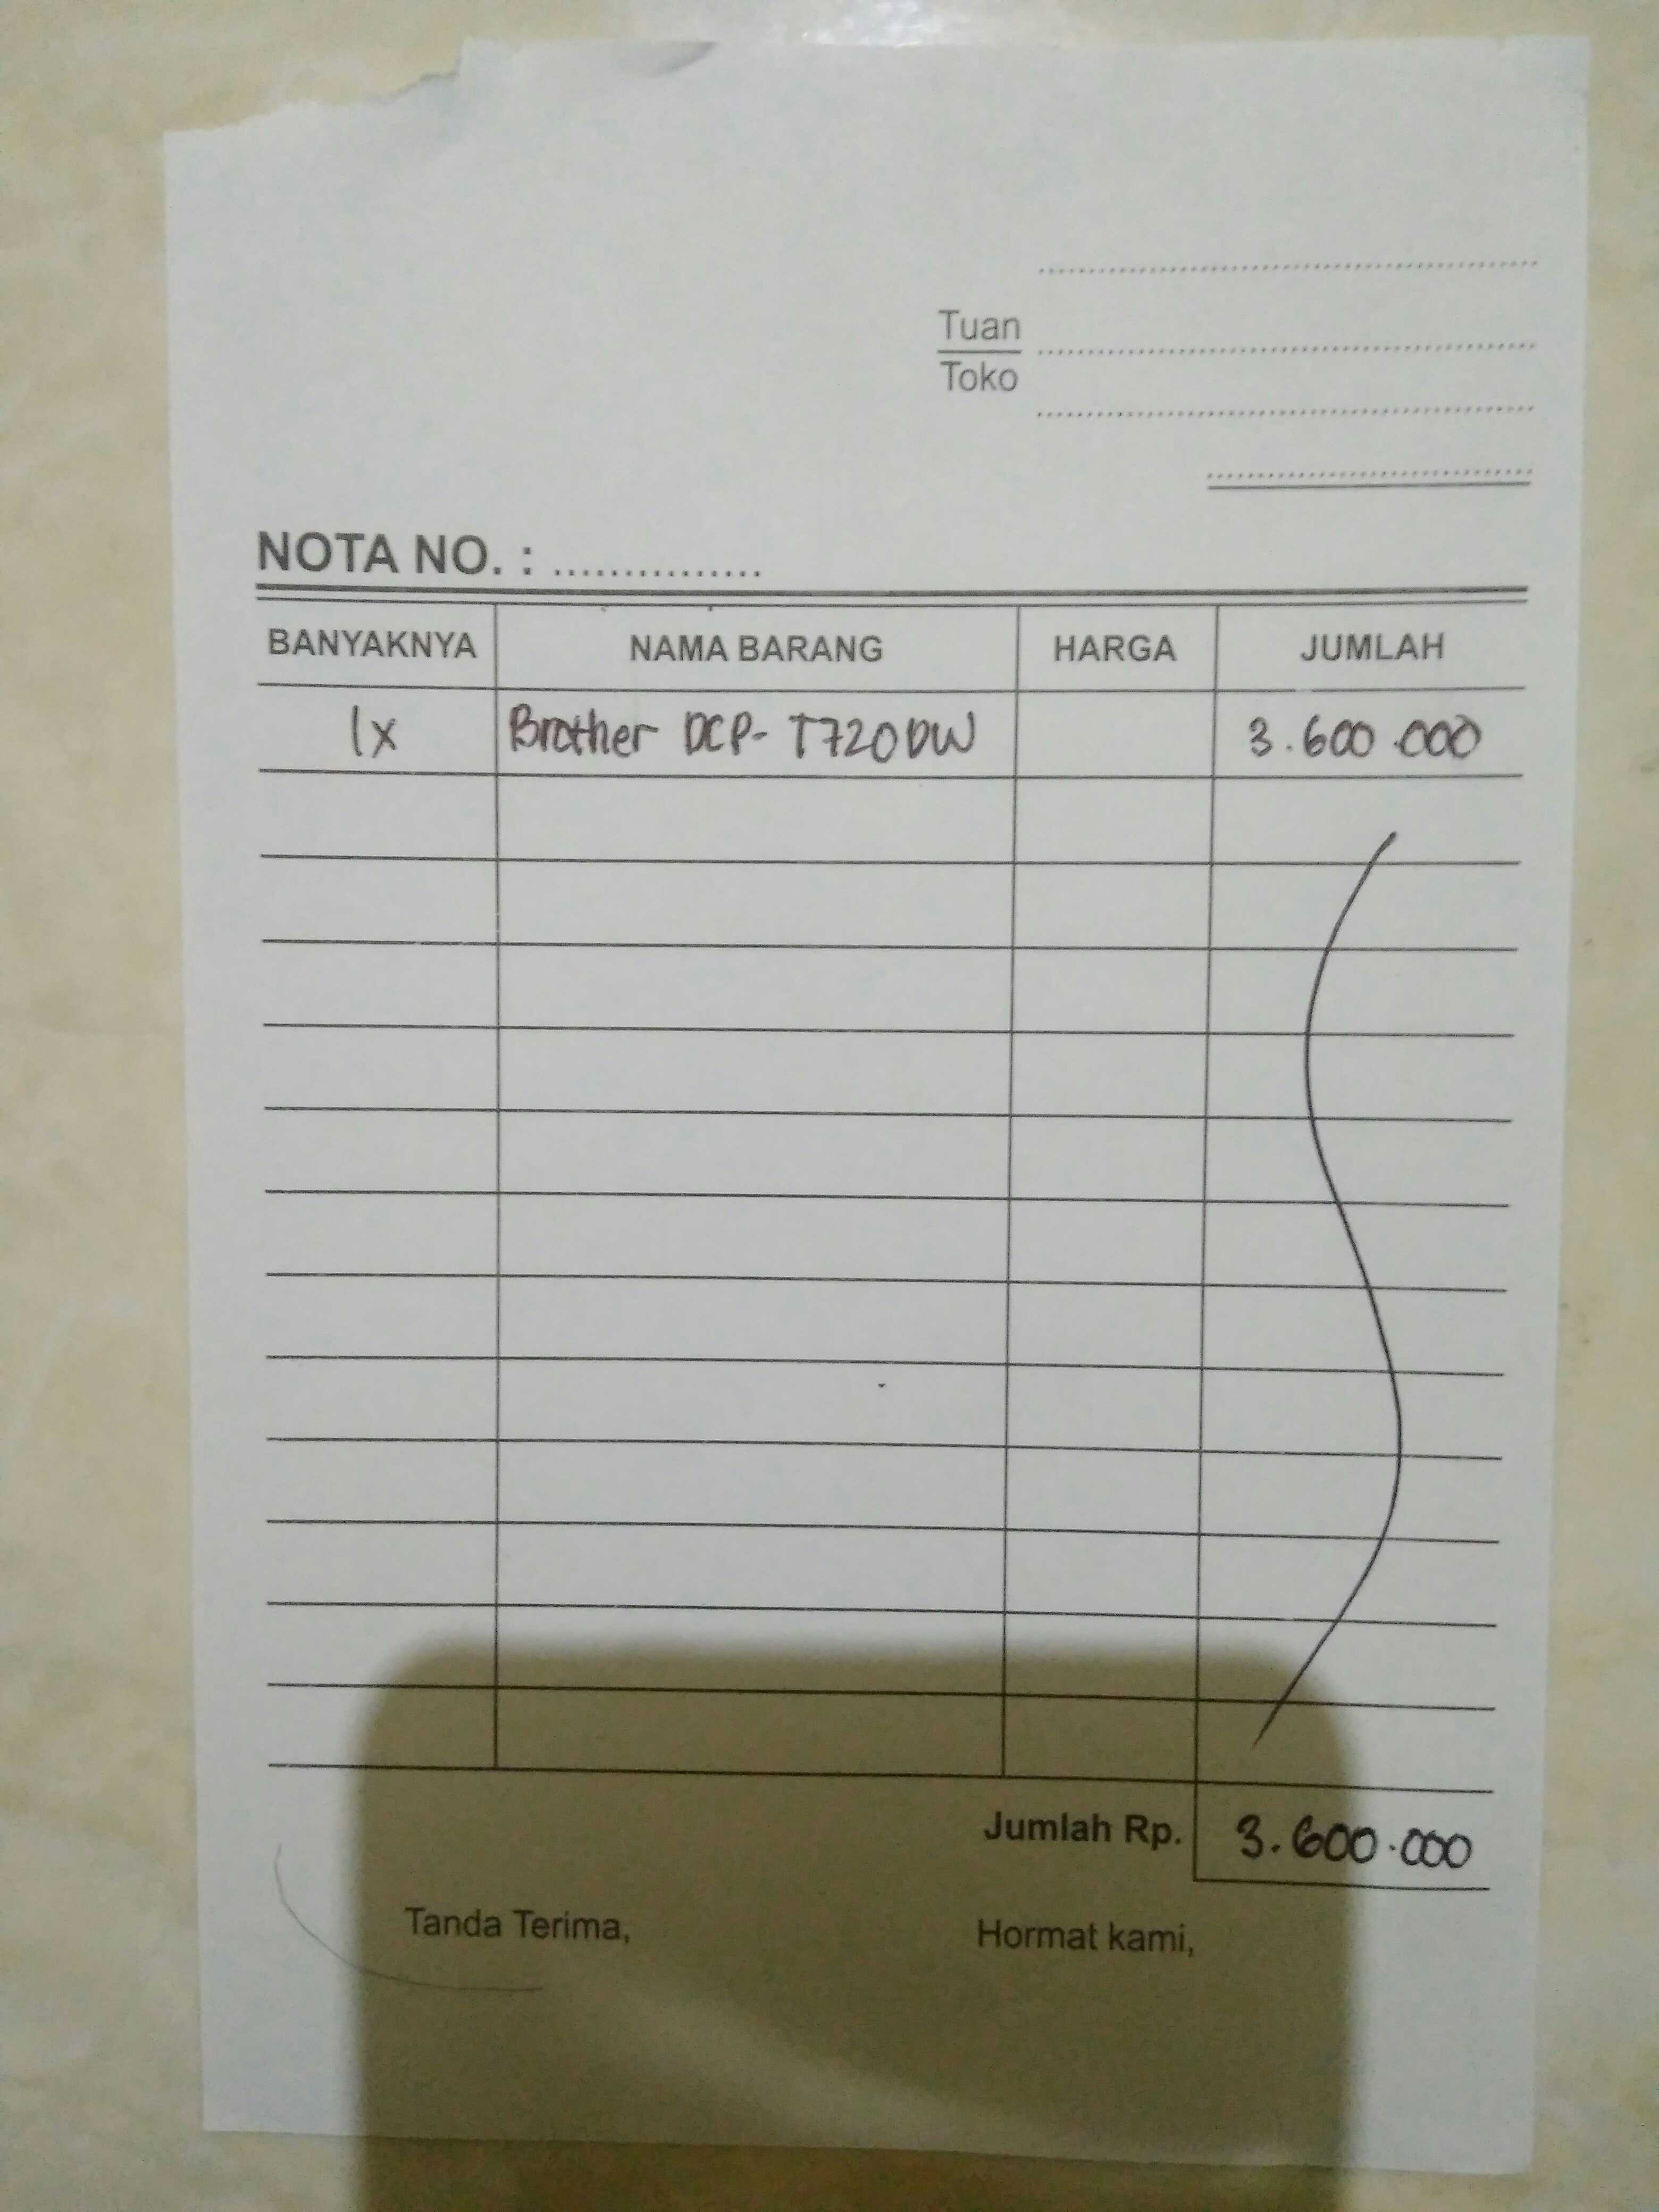 Tuan
Toko
NOTA NO. : ...............
BANYAKNYA NAMA BARANG HARGA JUMLAH
1x Brother DCP-T720DW 3.600.000
Jumlah Rp. 3.600.000
Tanda Terima, Hormat kami,